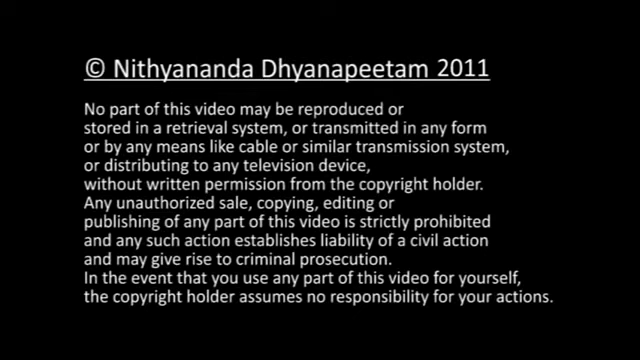 © Nithyananda Dhyanapeetam 2011
No part of this video may be reproduced or
stored in a retrieval system, or transmitted in any form
or by any means like cable or similar transmission system,
or distributing to any television device,
without written permission from the copyright holder.
Any unauthorized sale, copying, editing or
publishing of any part of this video is strictly prohibited
and any such action establishes liability of a civil action
and may give rise to criminal prosecution.
In the event that you use any part of this video for yourself,
the copyright holder assumes no responsibility for your actions.